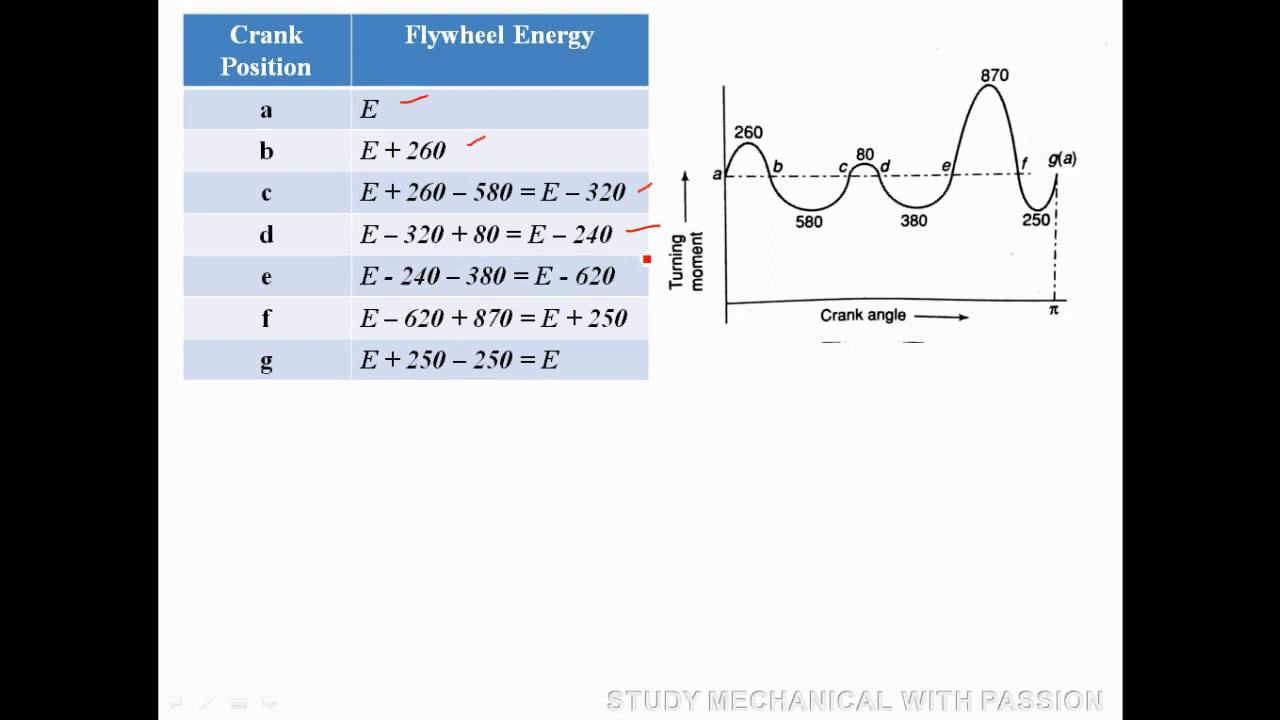 Crank Position
Flywheel Energy
a
E
b
E + 260
c
E + 260 – 580 = E – 320
d
E – 320 + 80 = E – 240
e
E - 240 – 380 = E - 620
f
E – 620 + 870 = E + 250
g
E + 250 – 250 = E
870
260
80
a
b
c
d
e
f
g(a)
580
380
250
Turning moment
π
Crank angle
STUDY MECHANICAL WITH PASSION